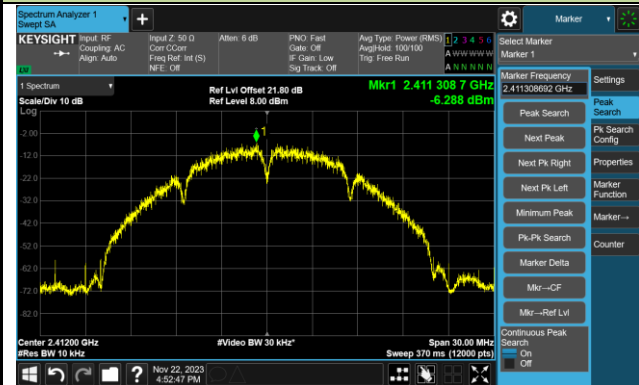 Spectrum Analyzer 1
Swept SA
+
Marker
KEYSIGHT
Input: RF
Coupling: AC
Align: Auto
Input Z: 50 Ω
Corr CCorr
Freq Ref: Int (S)
NFE: Off
Atten: 6 dB
PNO: Fast
Gate: Off
IF Gain: Low
Sig Track: Off
Avg Type: Power (RMS)
Avg|Hold: 100/100
Trig: Free Run
1 2 3 4 5 6
A W W W W W
A N N N N N
Select Marker
Marker 1
1 Spectrum
Scale/Div 10 dB
Log
Ref Lvl Offset 21.80 dB
Ref Level 8.00 dBm
Mkr1 2.411 308 7 GHz
-6.288 dBm
1
-2.00
-12.0
-22.0
-32.0
-42.0
-52.0
-62.0
-72.0
-82.0
Center 2.41200 GHz
#Res BW 10 kHz
#Video BW 30 kHz*
Span 30.00 MHz
Sweep 370 ms (12000 pts)
Marker Frequency
2.411308692 GHz
Peak Search
Next Peak
Next Pk Right
Next Pk Left
Minimum Peak
Pk-Pk Search
Marker Delta
Mkr→CF
Mkr→Ref Lvl
Continuous Peak
Search
On
Off
Settings
Peak
Search
Pk Search
Config
Properties
Marker
Function
Marker→
Counter
?
Nov 22, 2023
4:52:47 PM